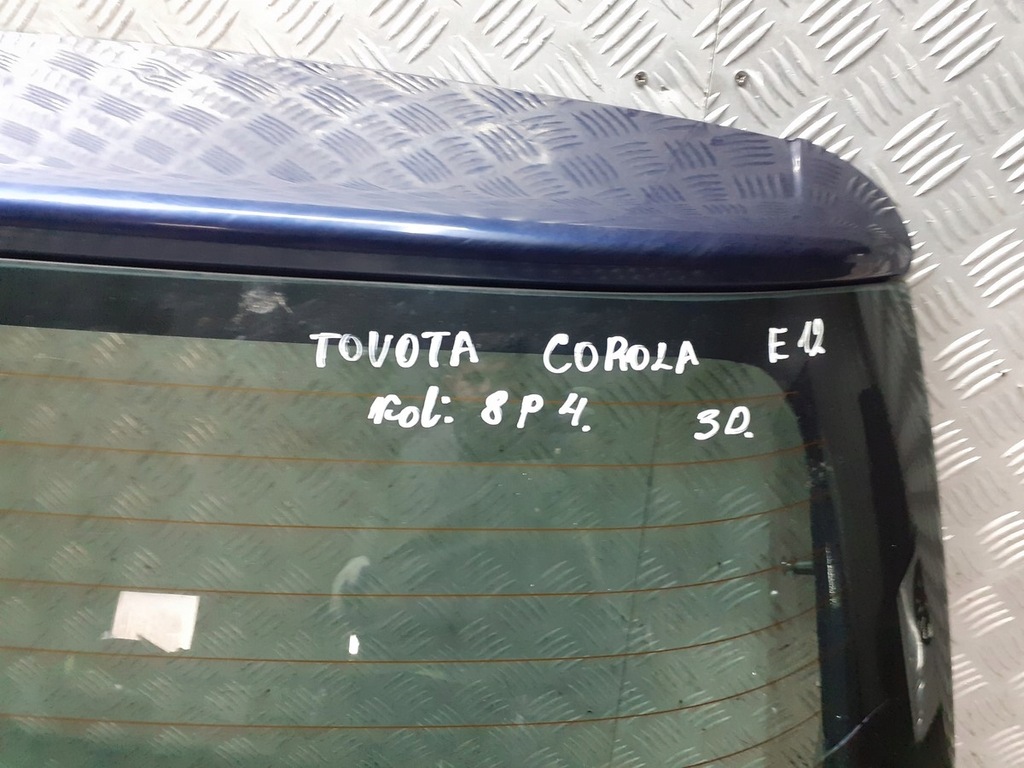 TOVOTA COROLA E12
kol: 8P4. 3D.